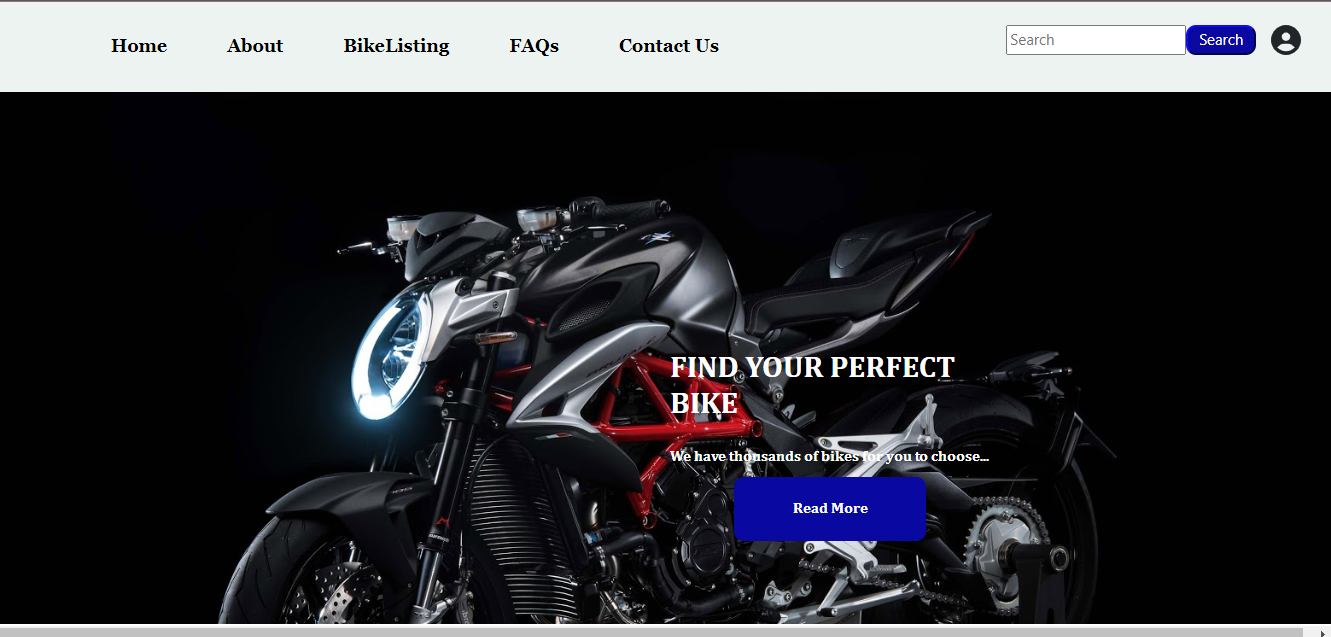 Home About BikeListing FAQs Contact Us Search Search
FIND YOUR PERFECT
BIKE
We have thonsands of bikes for you to choose...
Read More